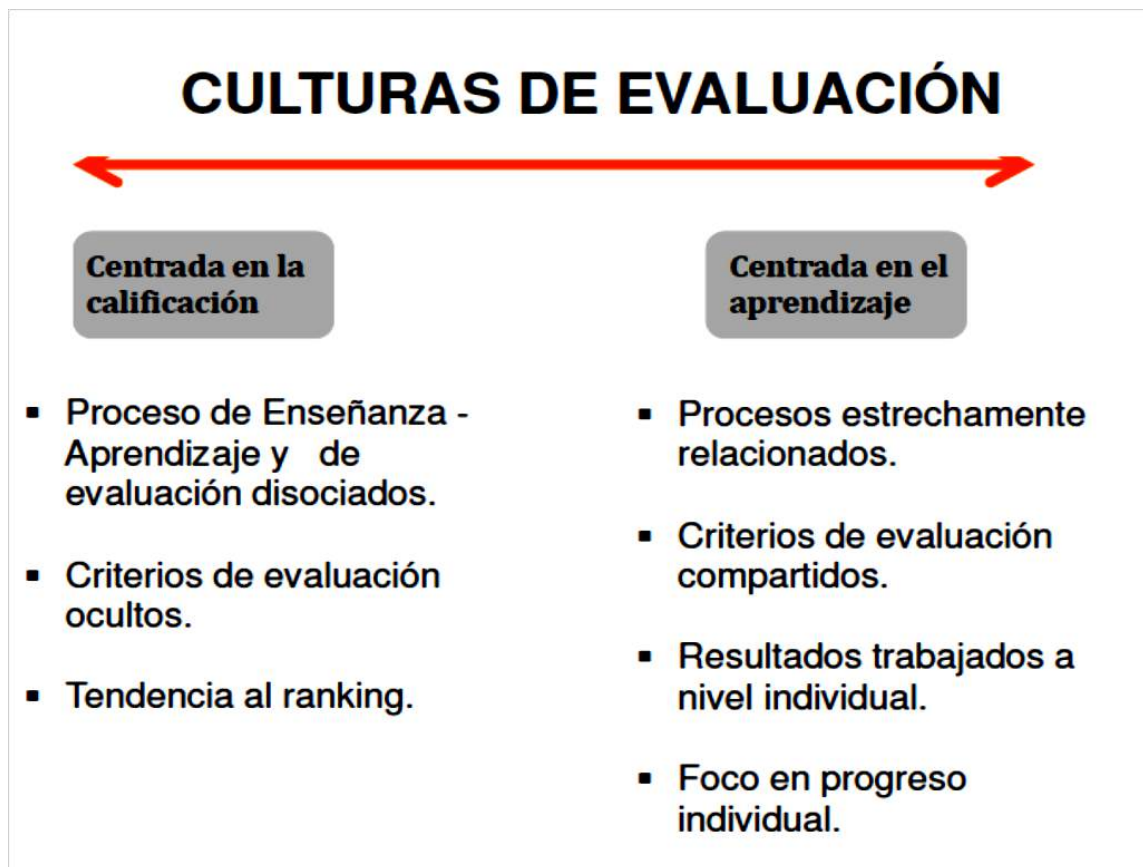 CULTURAS DE EVALUACIÓN
Centrada en la
calificación
▪ Proceso de Enseñanza -
Aprendizaje y de
evaluación disociados.
▪ Criterios de evaluación
ocultos.
▪ Tendencia al ranking.
Centrada en el
aprendizaje
▪ Procesos estrechamente
relacionados.
▪ Criterios de evaluación
compartidos.
▪ Resultados trabajados a
nivel individual.
▪ Foco en progreso
individual.